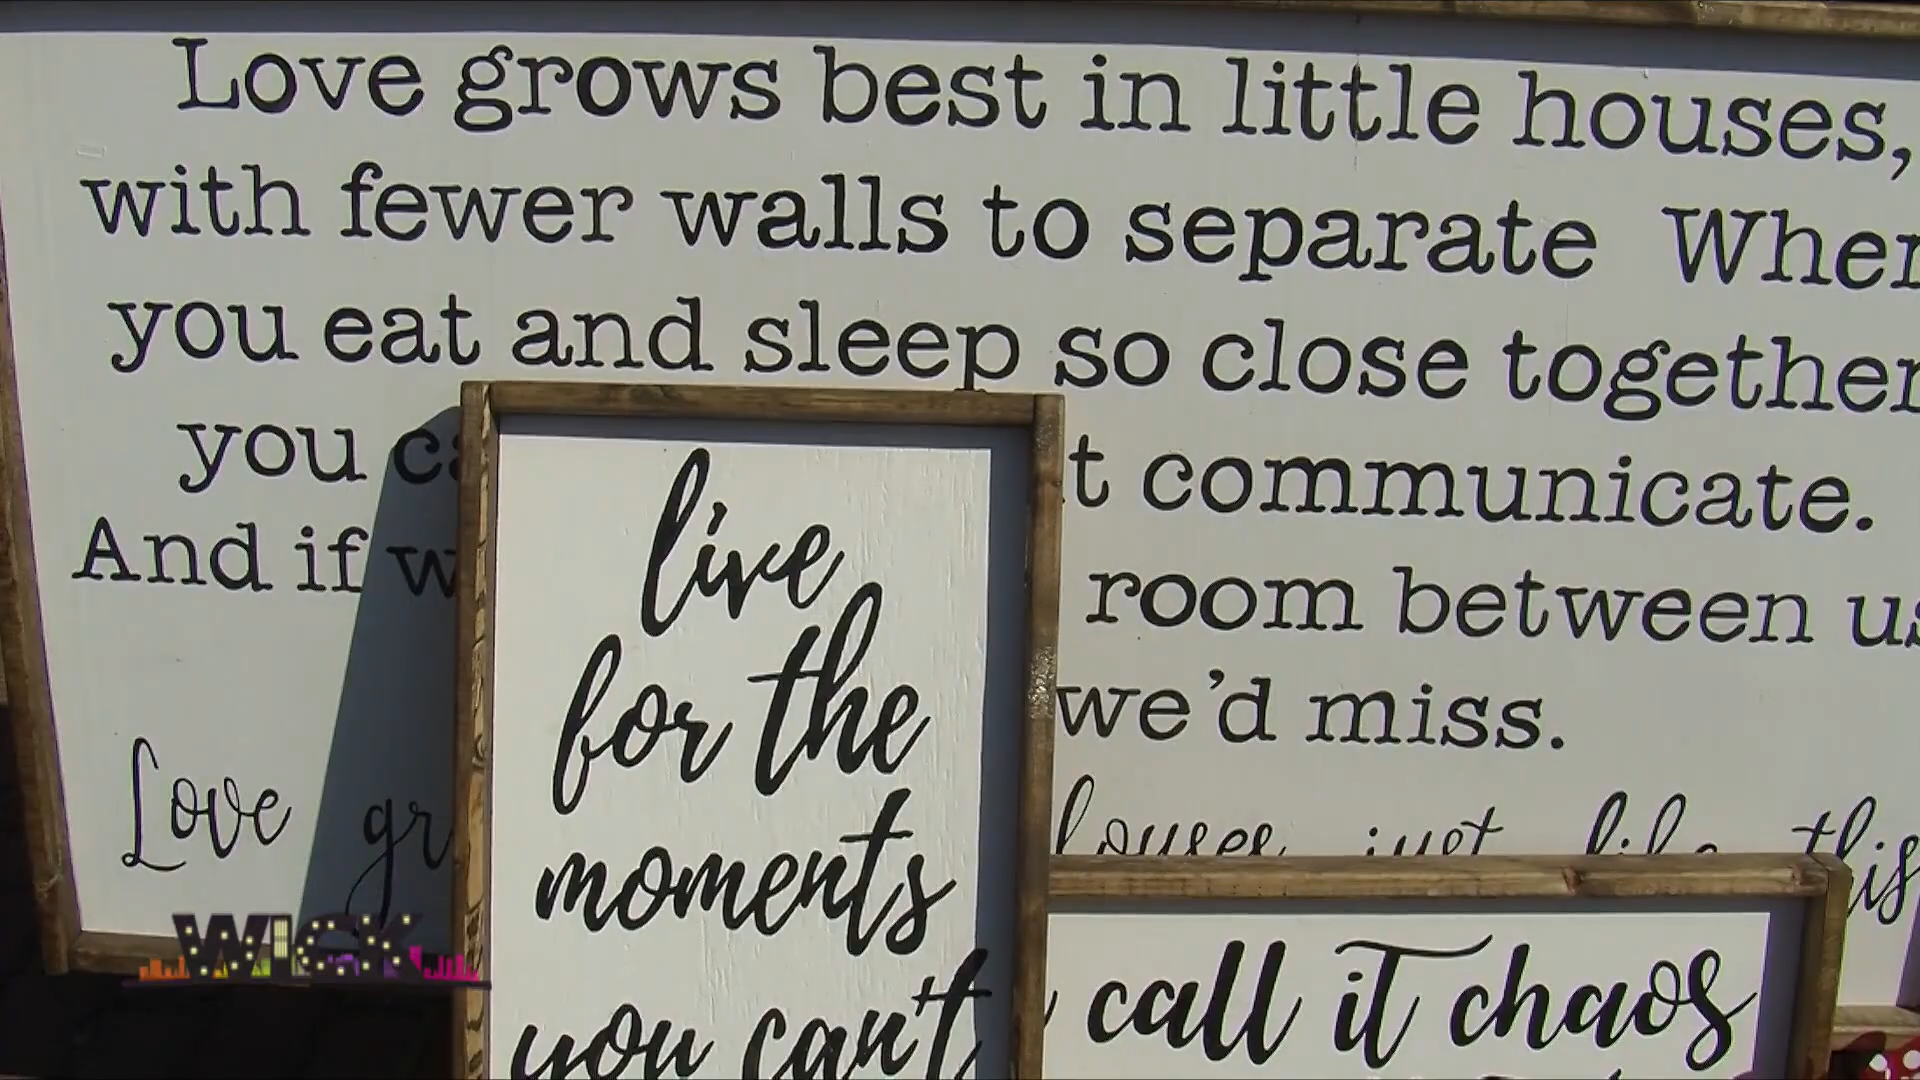 Love grows best in little houses,
with fewer walls to separate When
you eat and sleep so close together
you t communicate.
And if room between us
we'd miss.
Love just this
live
for the
moments
you can't
call it chaos
WICK